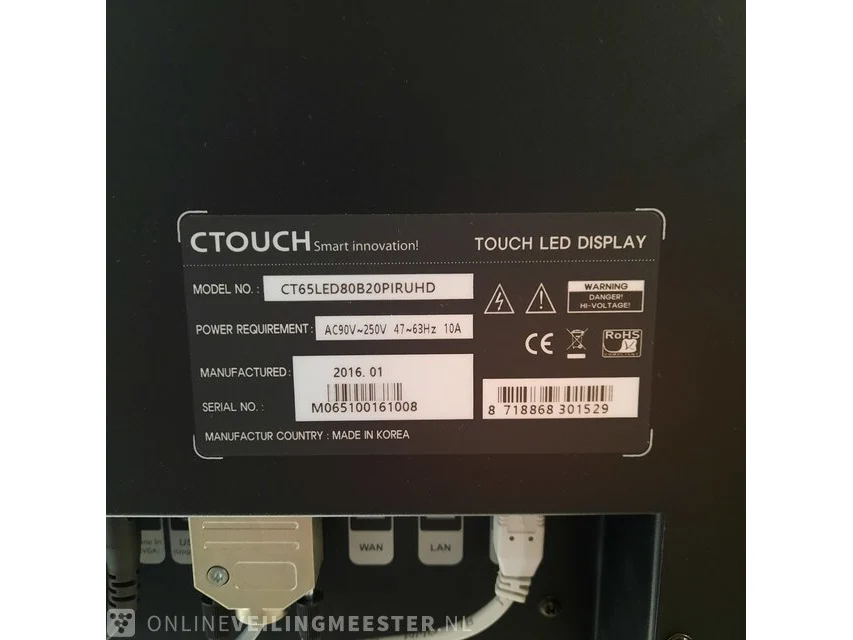 CTOUCH Smart innovation!
TOUCH LED DISPLAY
MODEL NO. : CT65LED80B20PIRUHD
POWER REQUIREMENT : AC90V~250V 47~63Hz 10A
WARNING
DANGER!
HI-VOLTAGE!
CE
RoHS
COMPLIANT
MANUFACTURED : 2016. 01
SERIAL NO. : M065100161008
8 718868 301529
MANUFACTUR COUNTRY : MADE IN KOREA
WAN
LAN
ONLINEVEILINGMEESTER.NL